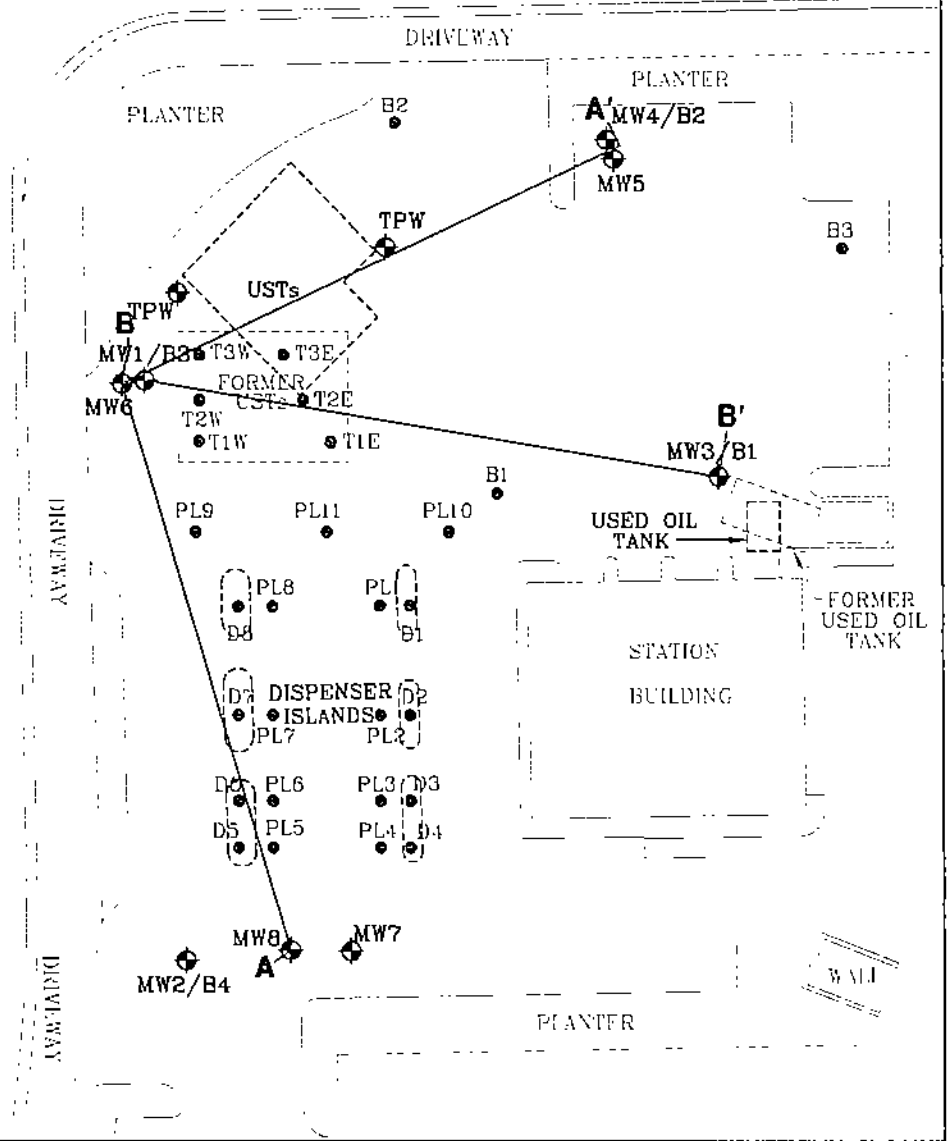 DRIVEWAY
PLANTER
PLANTER
B2
A'
MW4/B2
MW5
TPW
B3
USTs
TPW
B
MW1/B3
T3W
T3E
FORMER
USTs
MW6
T2W
T2E
T1W
T1E
B'
MW3/B1
B1
PL9
PL11
PL10
USED OIL
TANK
DRIVEWAY
PL8
PL
D8
B1
FORMER
USED OIL
TANK
STATION
BUILDING
D7
DISPENSER
ISLANDS
D2
PL7
PL2
D6
PL6
PL3
D3
D5
PL5
PL4
D4
MW8
MW7
A
MW2/B4
DRIVEWAY
WALL
PLANTER